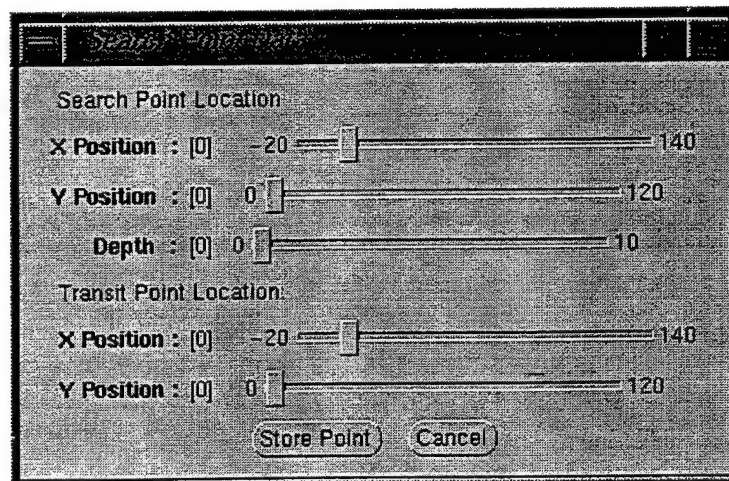 Search Point Location:
X Position : [0] -20 140
Y Position : [0] 0 120
Depth : [0] 0 10
Transit Point Location:
X Position : [0] -20 140
Y Position : [0] 0 120
Store Point Cancel